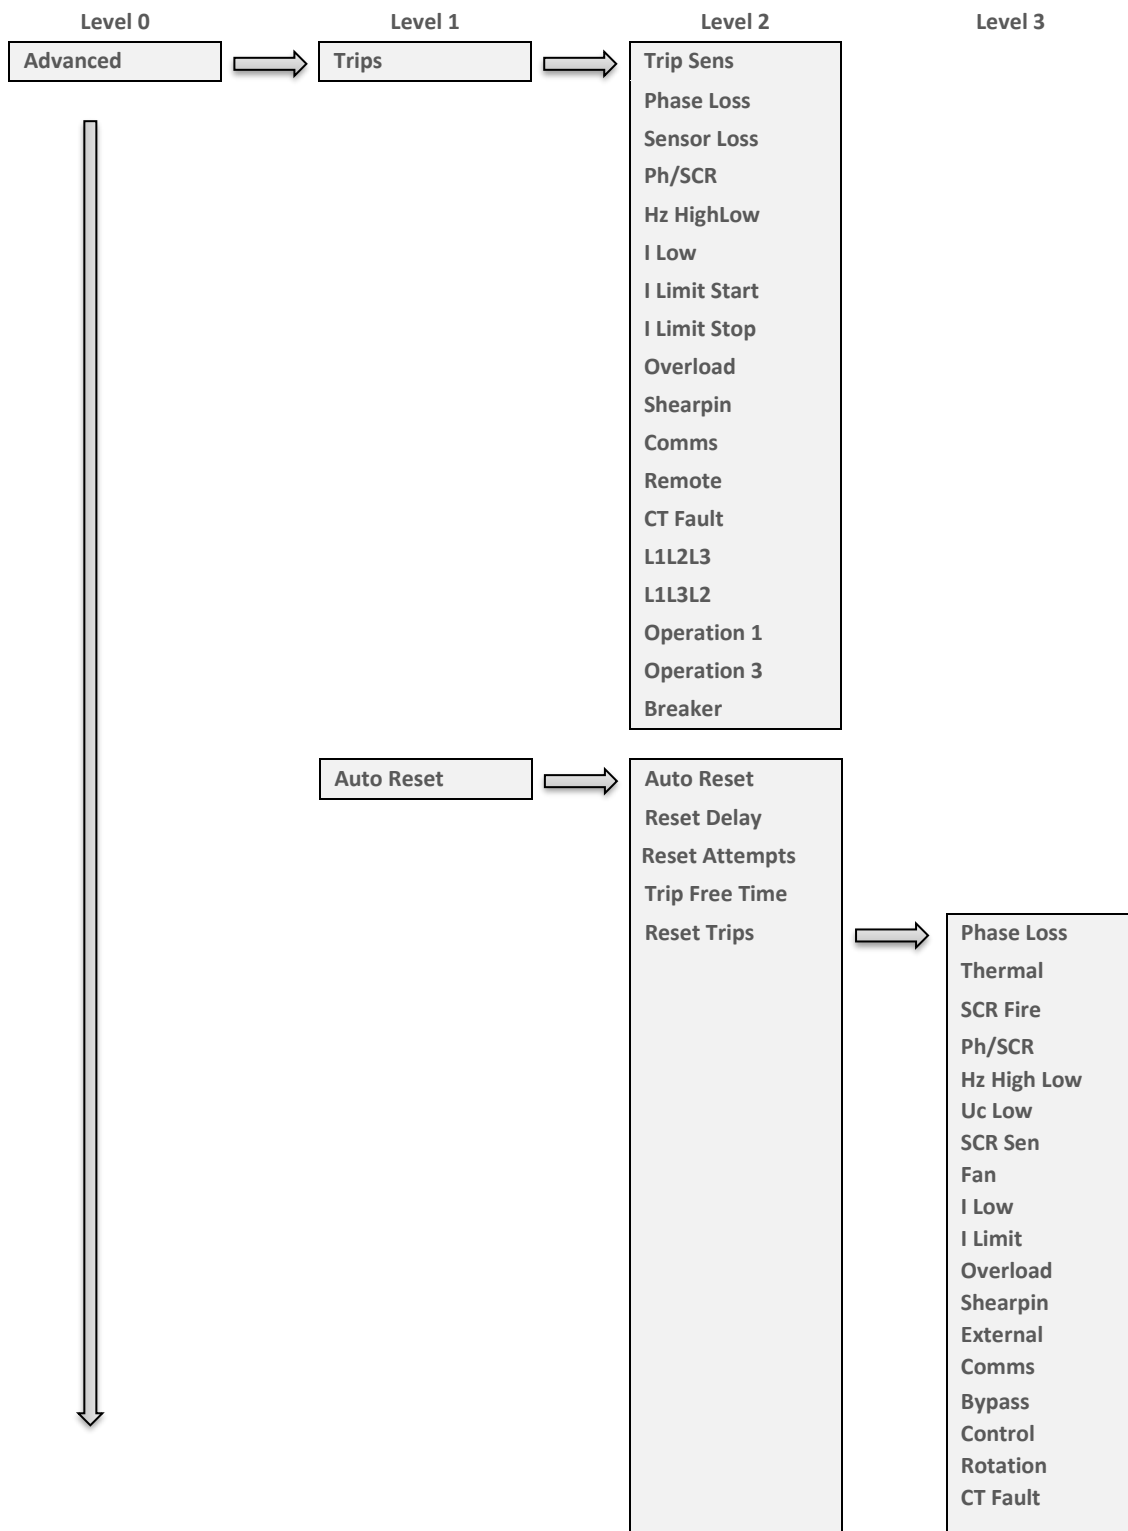 Level 0 Level 1 Level 2 Level 3
Advanced Trips Trip Sens
Phase Loss
Sensor Loss
Ph/SCR
Hz HighLow
I Low
I Limit Start
I Limit Stop
Overload
Shearpin
Comms
Remote
CT Fault
L1L2L3
L1L3L2
Operation 1
Operation 3
Breaker
Auto Reset Auto Reset
Reset Delay
Reset Attempts
Trip Free Time
Reset Trips Phase Loss
Thermal
SCR Fire
Ph/SCR
Hz High Low
Uc Low
SCR Sen
Fan
I Low
I Limit
Overload
Shearpin
External
Comms
Bypass
Control
Rotation
CT Fault